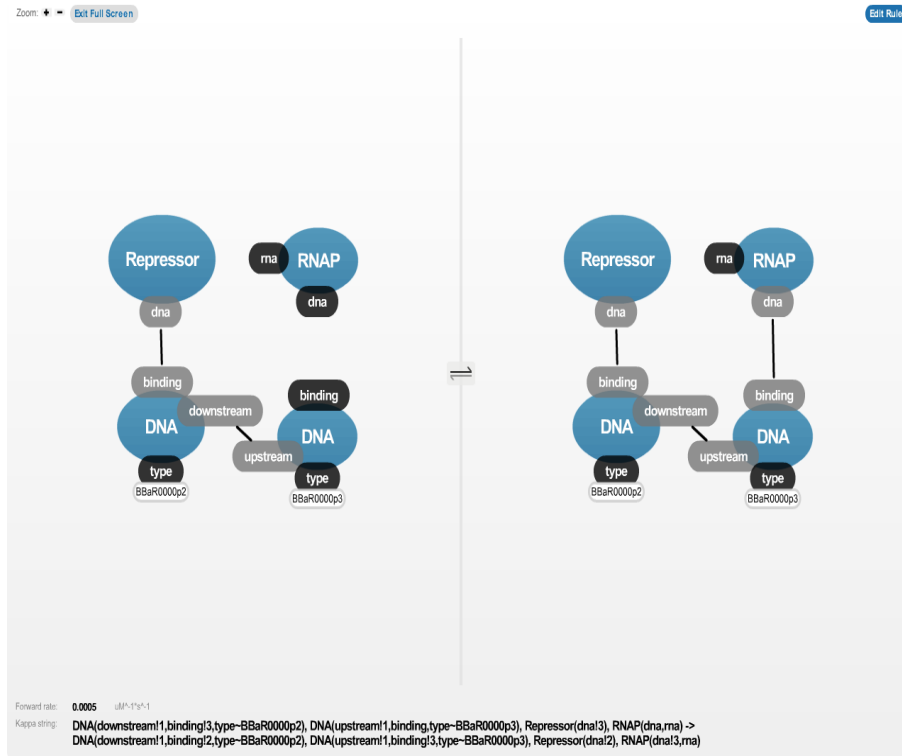 Zoom: + - Exit Full Screen Edit Rule
Repressor rna RNAP Repressor rna RNAP
dna dna dna dna
binding binding binding binding
DNA downstream DNA DNA downstream DNA
upstream upstream
type type type type
BBaR0000p2 BBaR0000p3 BBaR0000p2 BBaR0000p3
Forward rate: 0.0005 uM^-1*s^-1
Kappa string: DNA(downstream!1,binding!3,type~BBaR0000p2), DNA(upstream!1,binding,type~BBaR0000p3), Repressor(dna!3), RNAP(dna,rna) ->
DNA(downstream!1,binding!2,type~BBaR0000p2), DNA(upstream!1,binding!3,type~BBaR0000p3), Repressor(dna!2), RNAP(dna!3,rna)